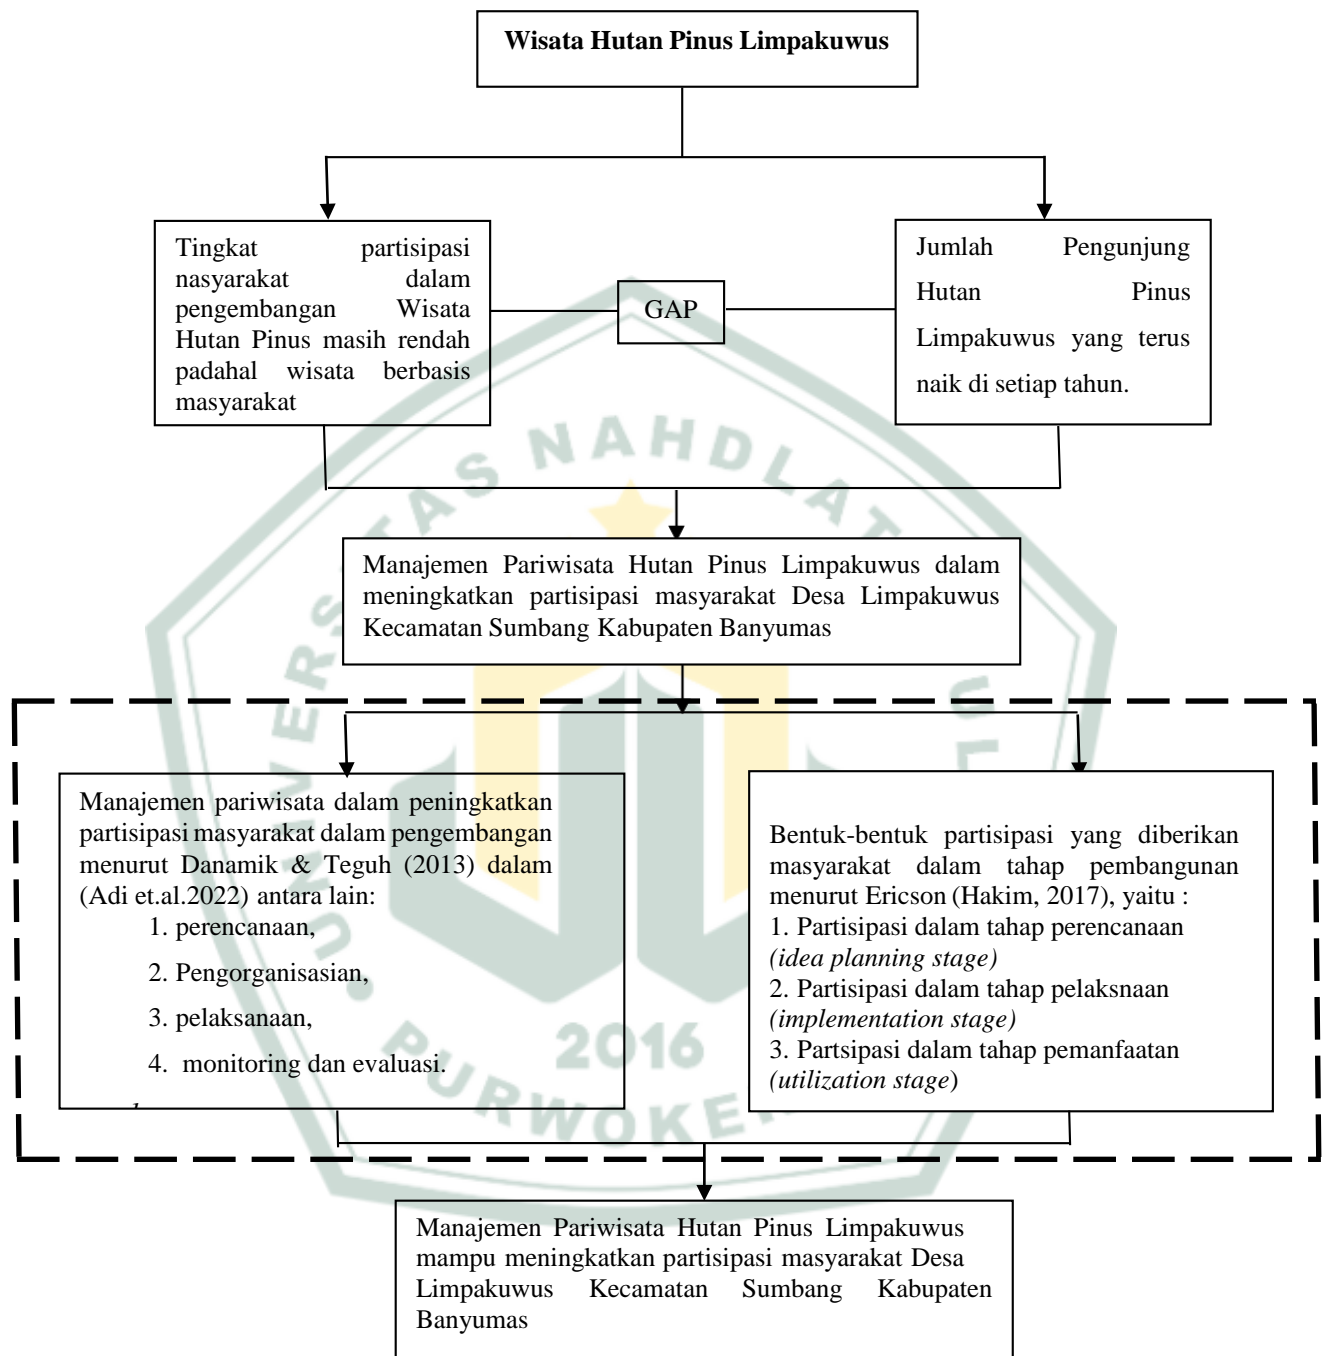 Wisata Hutan Pinus Limpakuwus
Tingkat partisipasi
nasyarakat dalam
pengembangan Wisata
Hutan Pinus masih rendah
padahal wisata berbasis
masyarakat
GAP
Jumlah Pengunjung
Hutan Pinus
Limpakuwus yang terus
naik di setiap tahun.
Manajemen Pariwisata Hutan Pinus Limpakuwus dalam
meningkatkan partisipasi masyarakat Desa Limpakuwus
Kecamatan Sumbang Kabupaten Banyumas
Manajemen pariwisata dalam peningkatkan
partisipasi masyarakat dalam pengembangan
menurut Danamik & Teguh (2013) dalam
(Adi et.al.2022) antara lain:
1. perencanaan,
2. Pengorganisasian,
3. pelaksanaan,
4. monitoring dan evaluasi.
Bentuk-bentuk partisipasi yang diberikan
masyarakat dalam tahap pembangunan
menurut Ericson (Hakim, 2017), yaitu :
1. Partisipasi dalam tahap perencanaan
(idea planning stage)
2. Partisipasi dalam tahap pelaksnaan
(implementation stage)
3. Partsipasi dalam tahap pemanfaatan
(utilization stage)
Manajemen Pariwisata Hutan Pinus Limpakuwus
mampu meningkatkan partisipasi masyarakat Desa
Limpakuwus Kecamatan Sumbang Kabupaten
Banyumas
NAHDLAT
UL
2016